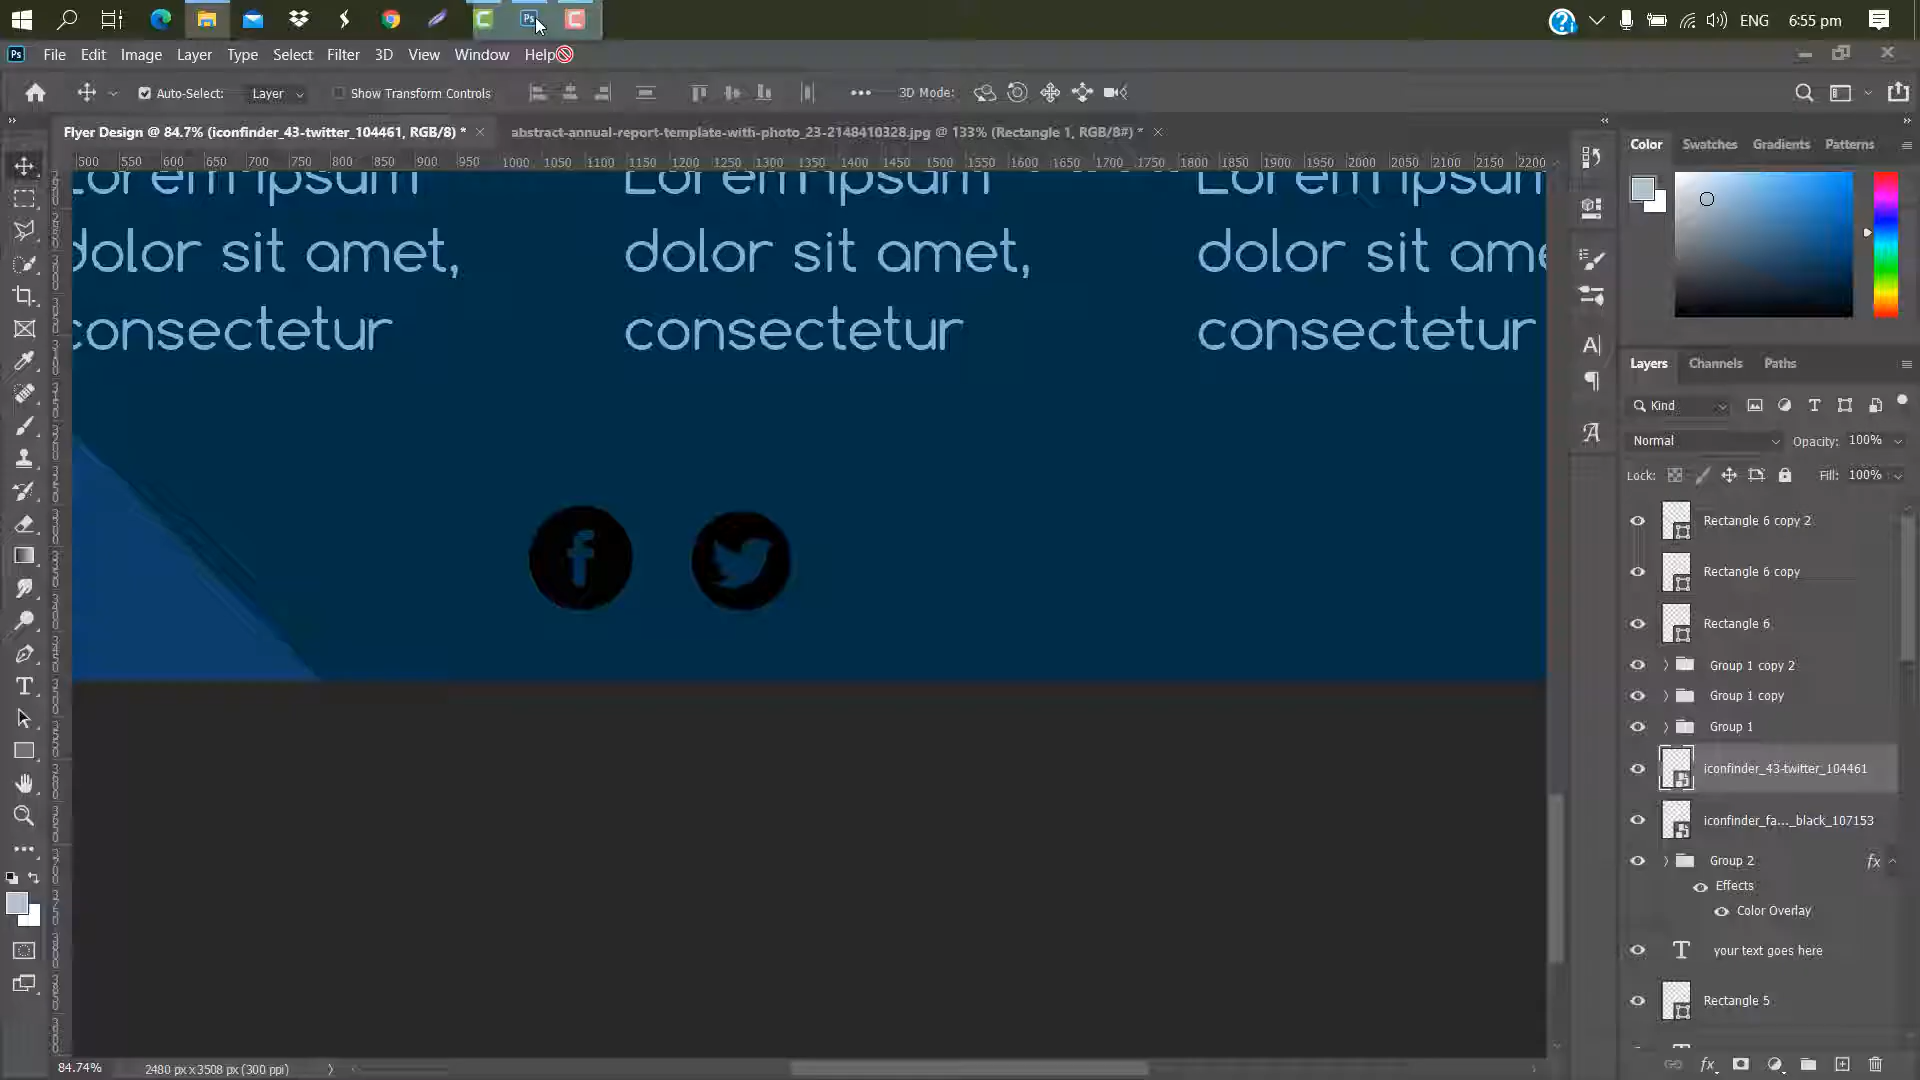 Ps
ENG
6:55 pm
Ps File Edit Image Layer Type Select Filter 3D View Window Help
Auto-Select: Layer Show Transform Controls 3D Mode:
Flyer Design @ 84.7% (iconfinder_43-twitter_104461, RGB/8) *
abstract-annual-report-template-with-photo_23-2148410328.jpg @ 133% (Rectangle 1, RGB/8#) *
500 550 600 650 700 750 800 850 900 950 1000 1050 1100 1150 1200 1250 1300 1350 1400 1450 1500 1550 1600 1650 1700 1750 1800 1850 1900 1950 2000 2050 2100 2150 2200
Lorem ipsum
dolor sit amet,
consectetur
Lorem ipsum
dolor sit amet,
consectetur
Lorem ipsum
dolor sit ame
consectetur
f
Color Swatches Gradients Patterns
Layers Channels Paths
Kind
Normal Opacity: 100%
Lock: Fill: 100%
Rectangle 6 copy 2
Rectangle 6 copy
Rectangle 6
Group 1 copy 2
Group 1 copy
Group 1
iconfinder_43-twitter_104461
iconfinder_fa..._black_107153
Group 2 fx
Effects
Color Overlay
your text goes here
Rectangle 5
84.74% 2480 px x 3508 px (300 ppi)
fx